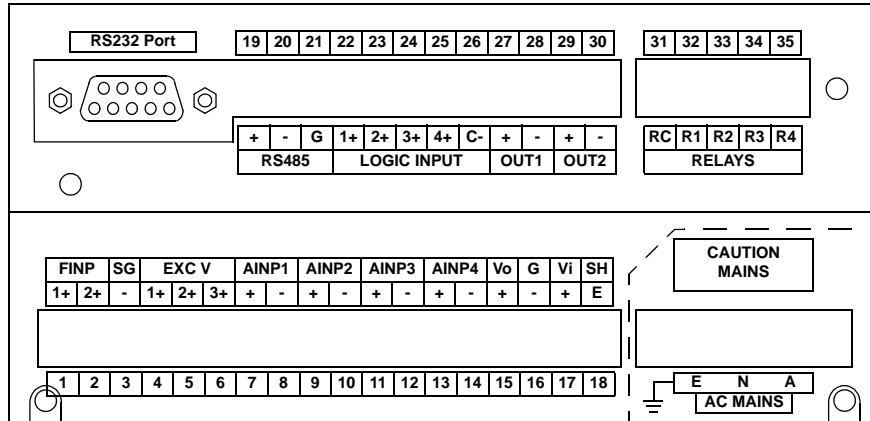 RS232 Port
19 20 21 22 23 24 25 26 27 28 29 30
31 32 33 34 35
+ - G 1+ 2+ 3+ 4+ C- + - + -
RC R1 R2 R3 R4
RS485 LOGIC INPUT OUT1 OUT2
RELAYS
CAUTION
MAINS
FINP SG EXC V AINP1 AINP2 AINP3 AINP4 Vo G Vi SH
1+ 2+ - 1+ 2+ 3+ + - + - + - + - + - + E
1 2 3 4 5 6 7 8 9 10 11 12 13 14 15 16 17 18
E N A
AC MAINS